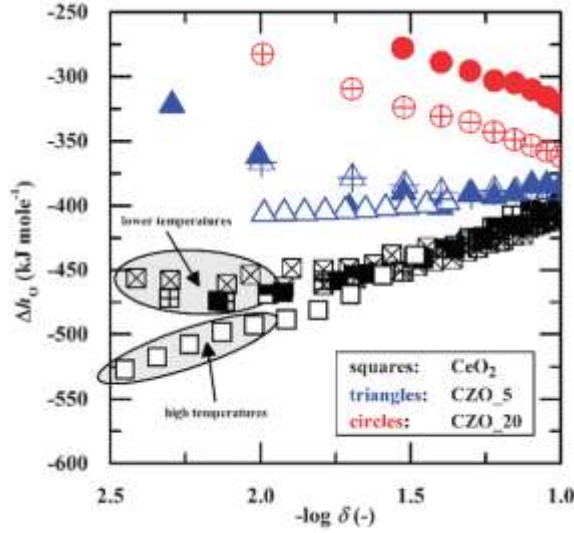 -250
-300
-350
-400
-450
-500
-550
-600
Δh_O (kJ mole⁻¹)
lower temperatures
high temperatures
squares: CeO₂
triangles: CZO_5
circles: CZO_20
2.5 2.0 1.5 1.0
-log δ (-)